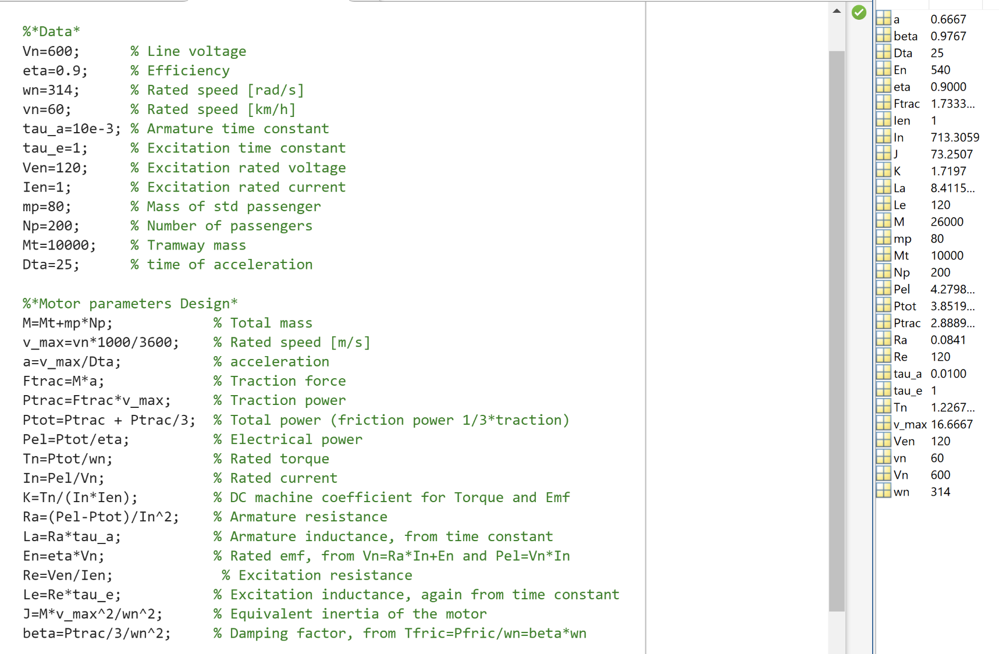 %*Data*
Vn=600;      % Line voltage
eta=0.9;     % Efficiency
wn=314;      % Rated speed [rad/s]
vn=60;       % Rated speed [km/h]
tau_a=10e-3; % Armature time constant
tau_e=1;     % Excitation time constant
Ven=120;     % Excitation rated voltage
Ien=1;       % Excitation rated current
mp=80;       % Mass of std passenger
Np=200;      % Number of passengers
Mt=10000;    % Tramway mass
Dta=25;      % time of acceleration
%*Motor parameters Design*
M=Mt+mp*Np;            % Total mass
v_max=vn*1000/3600;    % Rated speed [m/s]
a=v_max/Dta;           % acceleration
Ftrac=M*a;             % Traction force
Ptrac=Ftrac*v_max;     % Traction power
Ptot=Ptrac + Ptrac/3;  % Total power (friction power 1/3*traction)
Pel=Ptot/eta;          % Electrical power
Tn=Ptot/wn;            % Rated torque
In=Pel/Vn;             % Rated current
K=Tn/(In*Ien);         % DC machine coefficient for Torque and Emf
Ra=(Pel-Ptot)/In^2;    % Armature resistance
La=Ra*tau_a;           % Armature inductance, from time constant
En=eta*Vn;             % Rated emf, from Vn=Ra*In+En and Pel=Vn*In
Re=Ven/Ien;             % Excitation resistance
Le=Re*tau_e;           % Excitation inductance, again from time constant
J=M*v_max^2/wn^2;      % Equivalent inertia of the motor
beta=Ptrac/3/wn^2;     % Damping factor, from Tfric=Pfric/wn=beta*wn
a 0.6667
beta 0.9767
Dta 25
En 540
eta 0.9000
Ftrac 1.7333...
Ien 1
In 713.3059
J 73.2507
K 1.7197
La 8.4115...
Le 120
M 26000
mp 80
Mt 10000
Np 200
Pel 4.2798...
Ptot 3.8519...
Ptrac 2.8889...
Ra 0.0841
Re 120
tau_a 0.0100
tau_e 1
Tn 1.2267...
v_max 16.6667
Ven 120
vn 60
Vn 600
wn 314